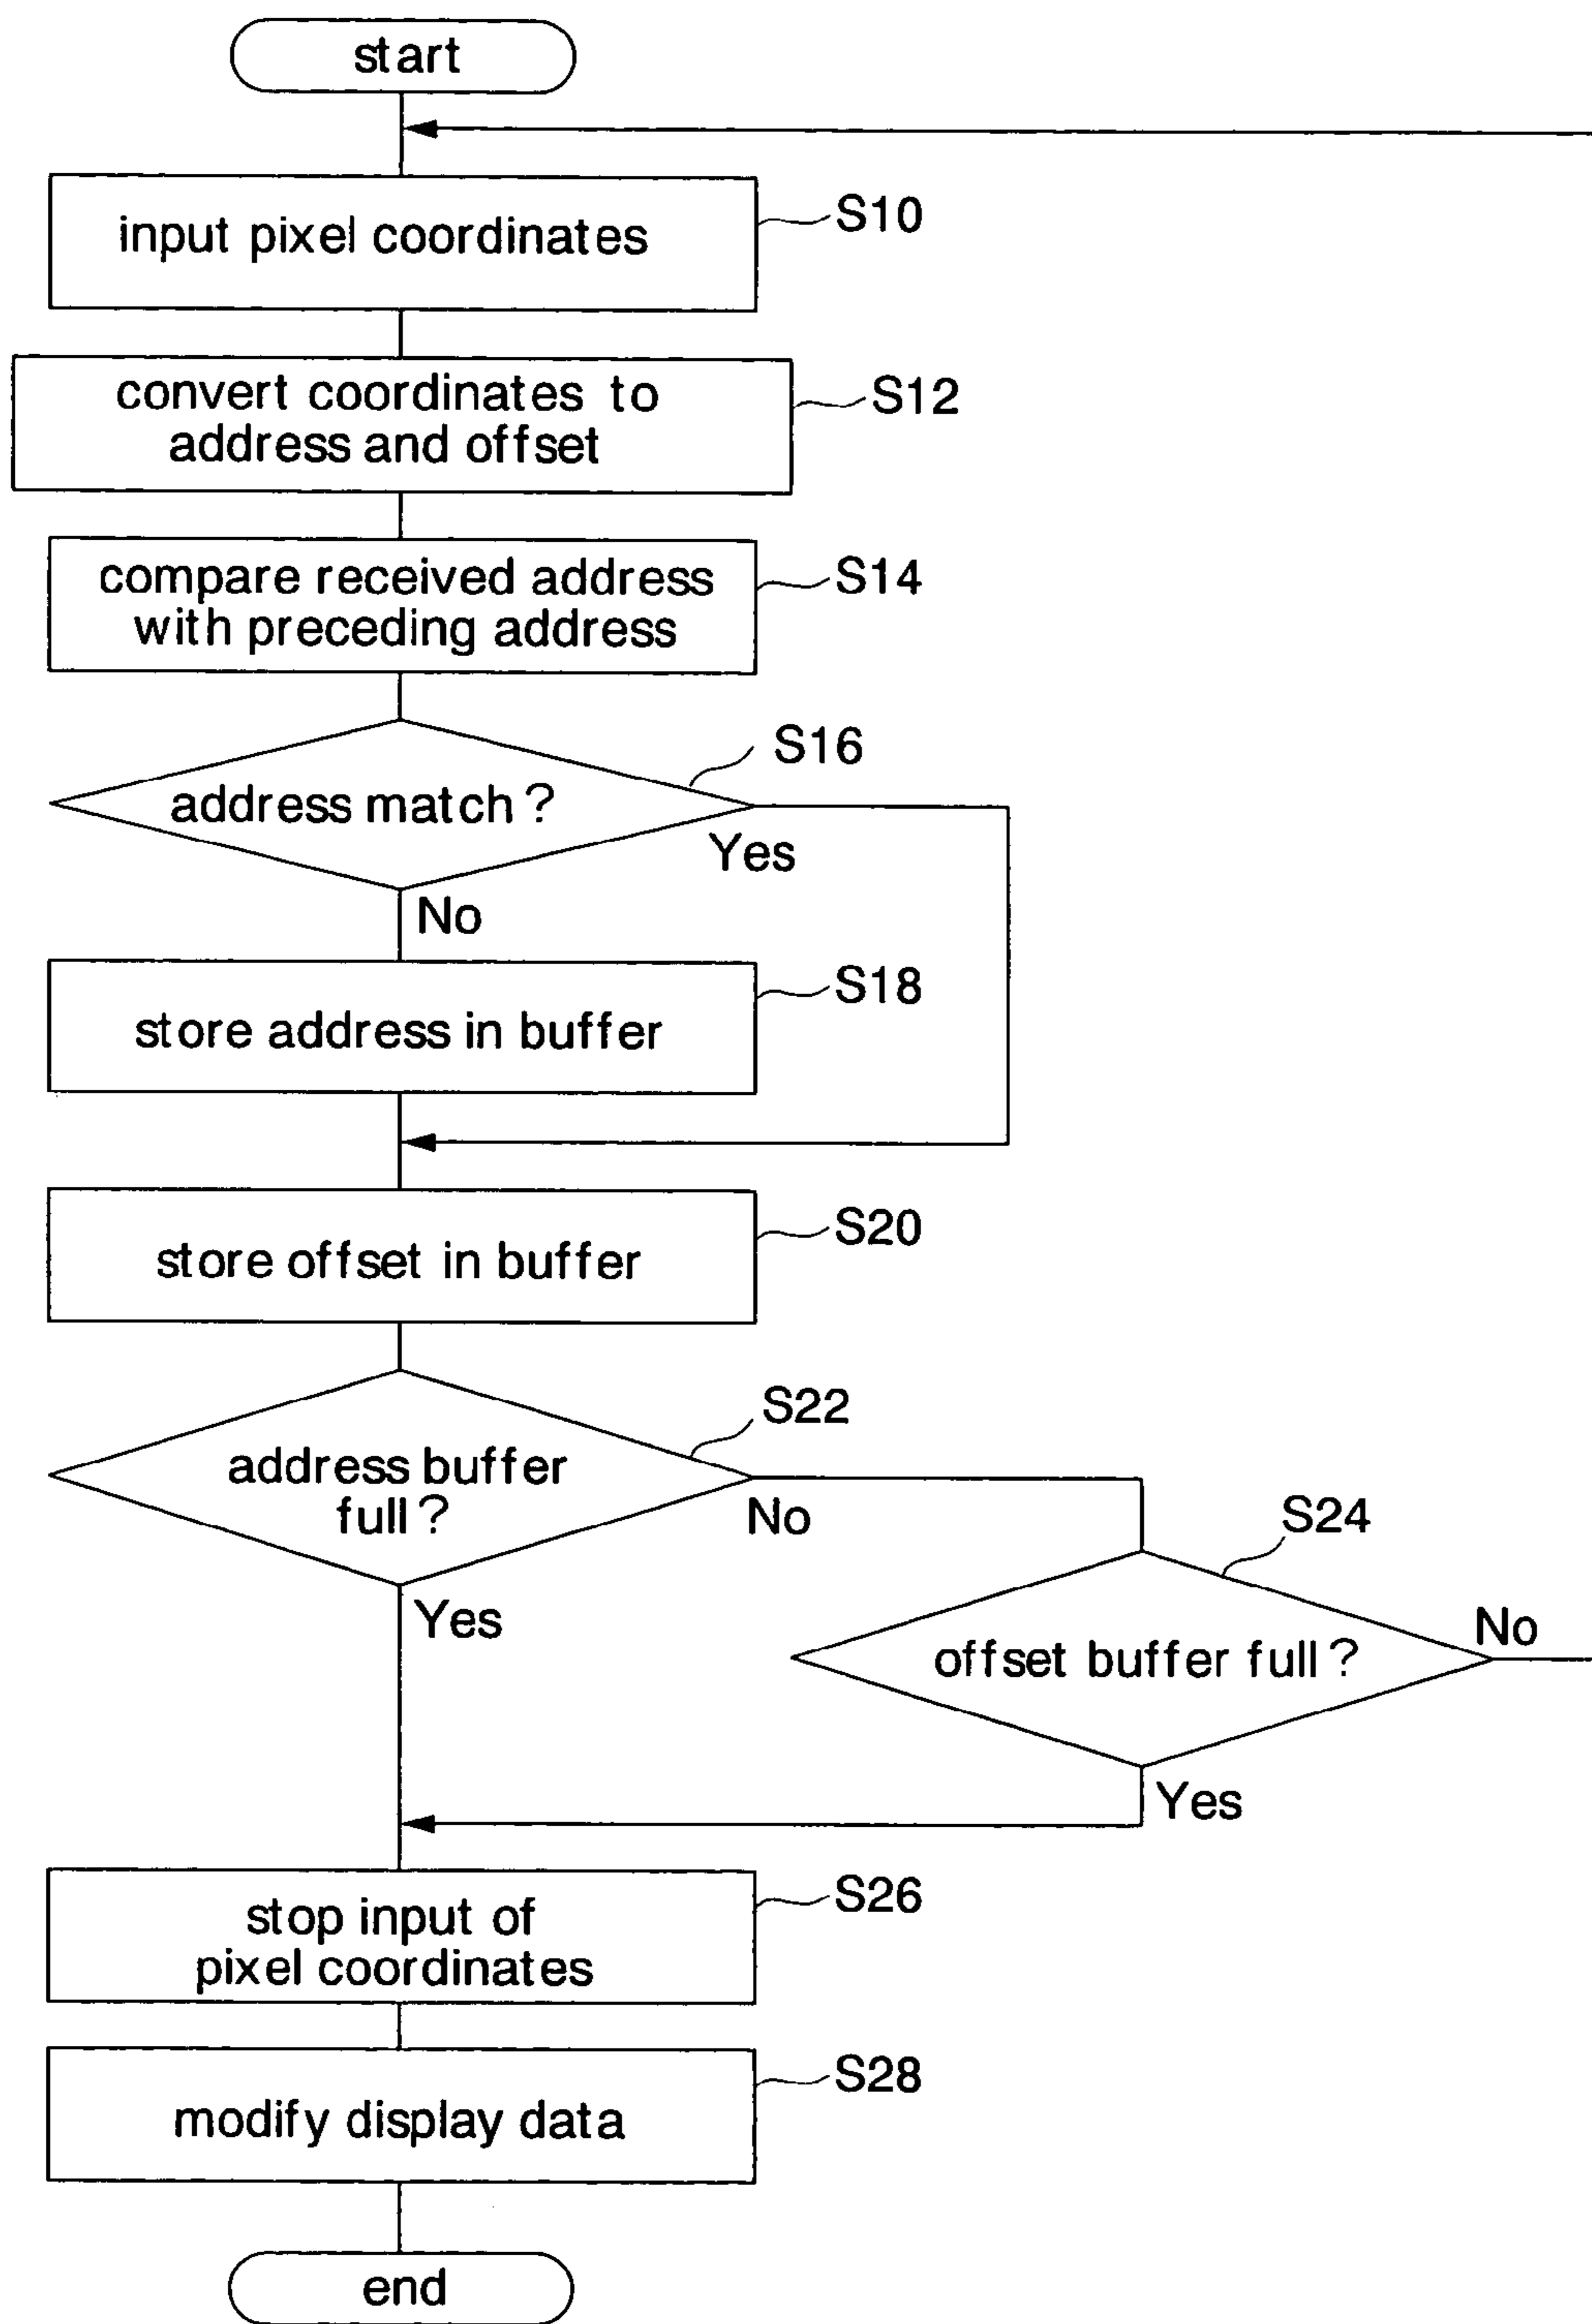 start
input pixel coordinates
S10
convert coordinates to
address and offset
S12
compare received address
with preceding address
S14
address match?
S16
Yes
No
store address in buffer
S18
store offset in buffer
S20
address buffer
full?
S22
No
Yes
offset buffer full?
S24
No
Yes
stop input of
pixel coordinates
S26
modify display data
S28
end